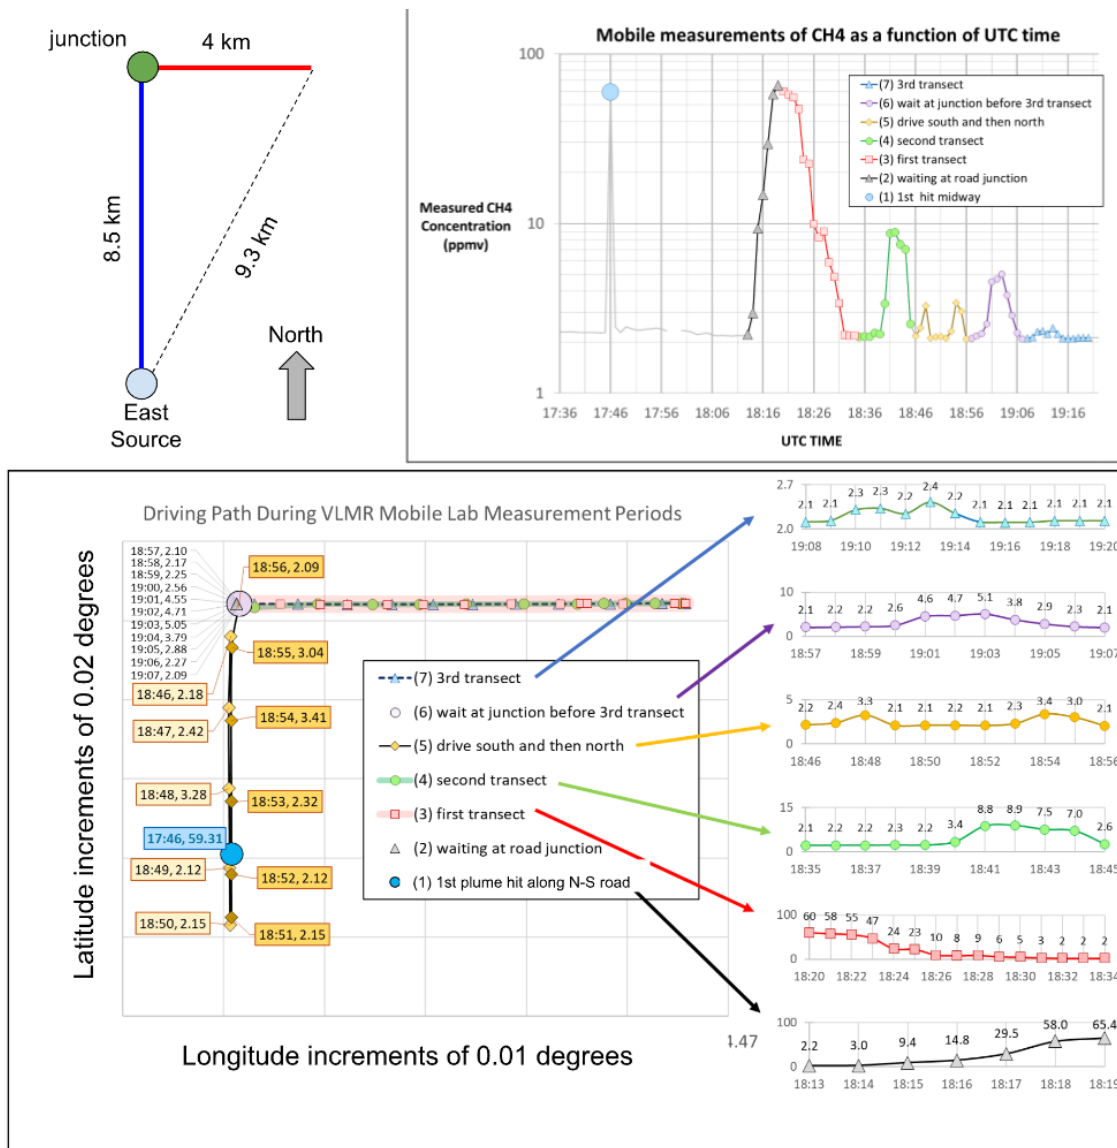 junction
4 km
8.5 km
9.3 km
North
East
Source
Mobile measurements of CH4 as a function of UTC time
100
10
1
Measured CH4
Concentration
(ppmv)
(7) 3rd transect
(6) wait at junction before 3rd transect
(5) drive south and then north
(4) second transect
(3) first transect
(2) waiting at road junction
(1) 1st hit midway
17:36 17:46 17:56 18:06 18:16 18:26 18:36 18:46 18:56 19:06 19:16
UTC TIME
Driving Path During VLMR Mobile Lab Measurement Periods
Latitude increments of 0.02 degrees
18:57, 2.10
18:58, 2.17
18:59, 2.25
19:00, 2.56
19:01, 4.55
19:02, 4.71
19:03, 5.05
19:04, 3.79
19:05, 2.88
19:06, 2.27
19:07, 2.09
18:56, 2.09
18:55, 3.04
18:46, 2.18
18:54, 3.41
18:47, 2.42
18:48, 3.28
18:53, 2.32
17:46, 59.31
18:49, 2.12
18:52, 2.12
18:50, 2.15
18:51, 2.15
(7) 3rd transect
(6) wait at junction before 3rd transect
(5) drive south and then north
(4) second transect
(3) first transect
(2) waiting at road junction
(1) 1st plume hit along N-S road
Longitude increments of 0.01 degrees
4.47
2.7
2.0
2.1 2.1 2.3 2.3 2.2 2.4 2.2 2.1 2.1 2.1 2.1 2.1 2.1
19:08 19:10 19:12 19:14 19:16 19:18 19:20
10
0
2.1 2.2 2.2 2.6 4.6 4.7 5.1 3.8 2.9 2.3 2.1
18:57 18:59 19:01 19:03 19:05 19:07
5
0
2.2 2.4 3.3 2.1 2.1 2.2 2.1 2.3 3.4 3.0 2.1
18:46 18:48 18:50 18:52 18:54 18:56
15
0
2.1 2.2 2.2 2.3 2.2 3.4 8.8 8.9 7.5 7.0 2.6
18:35 18:37 18:39 18:41 18:43 18:45
100
0
60 58 55 47 24 23 10 8 9 6 5 3 2 2 2
18:20 18:22 18:24 18:26 18:28 18:30 18:32 18:34
100
0
2.2 3.0 9.4 14.8 29.5 58.0 65.4
18:13 18:14 18:15 18:16 18:17 18:18 18:19